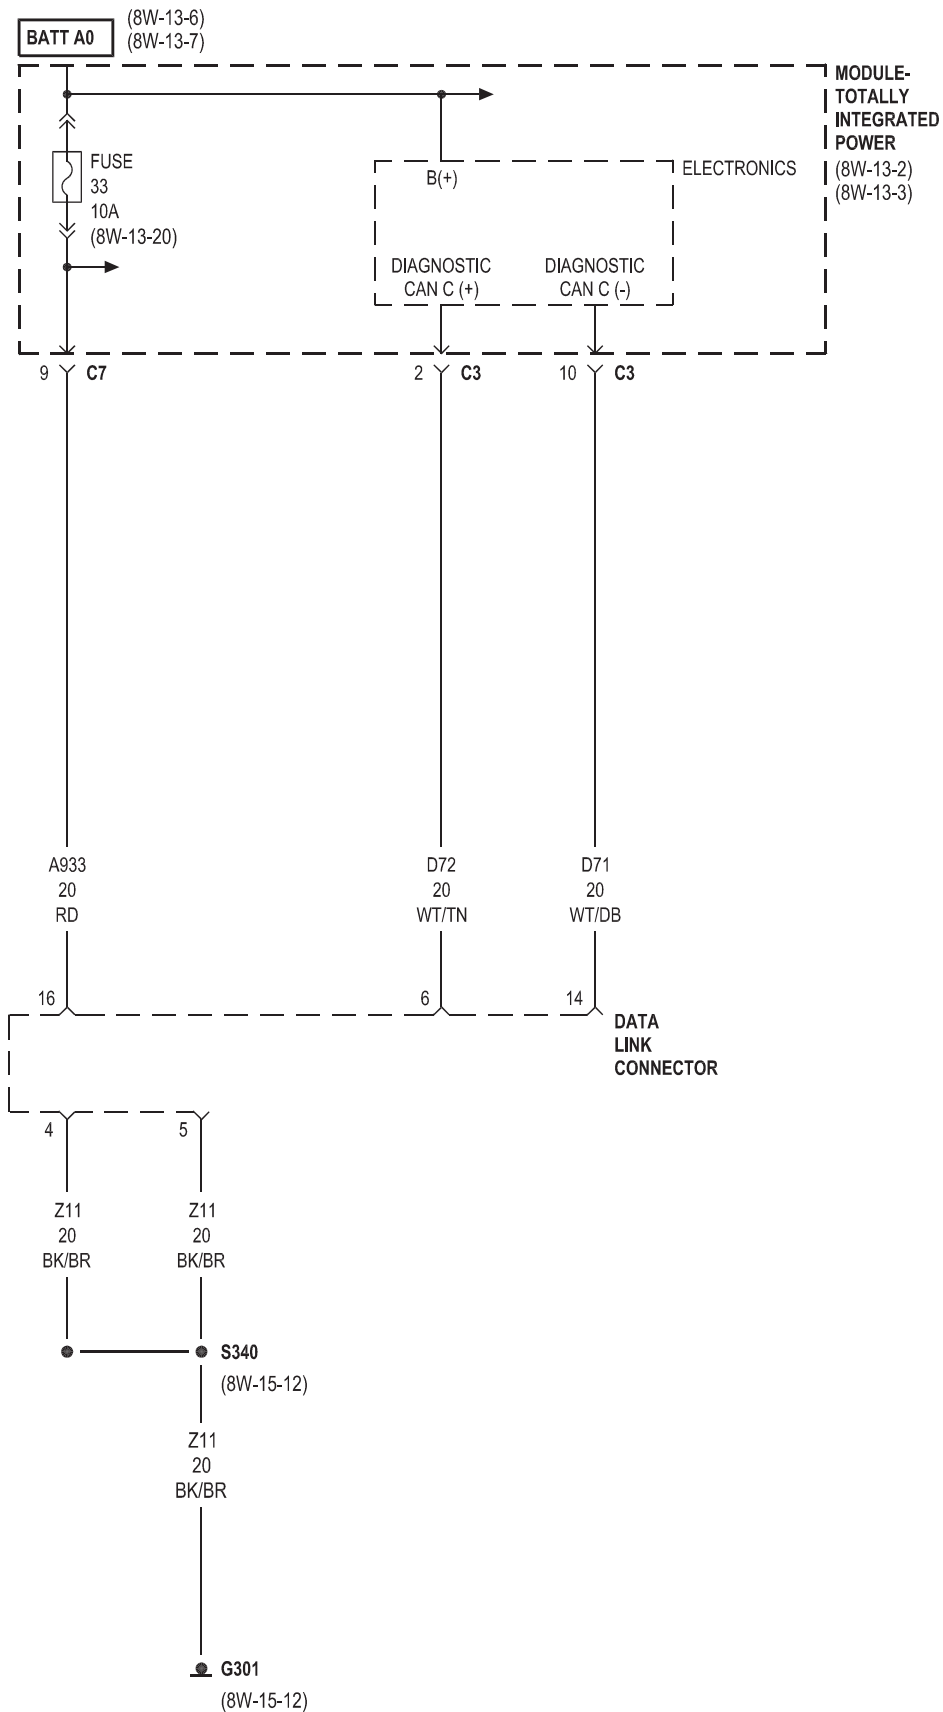 BATT A0
(8W-13-6)
(8W-13-7)
MODULE-
TOTALLY
INTEGRATED
POWER
(8W-13-2)
(8W-13-3)
FUSE
33
10A
(8W-13-20)
ELECTRONICS
B(+)
DIAGNOSTIC
CAN C (+)
DIAGNOSTIC
CAN C (-)
9 C7
2 C3
10 C3
A933
20
RD
D72
20
WT/TN
D71
20
WT/DB
16
6
14
DATA
LINK
CONNECTOR
4
5
Z11
20
BK/BR
Z11
20
BK/BR
S340
(8W-15-12)
Z11
20
BK/BR
G301
(8W-15-12)